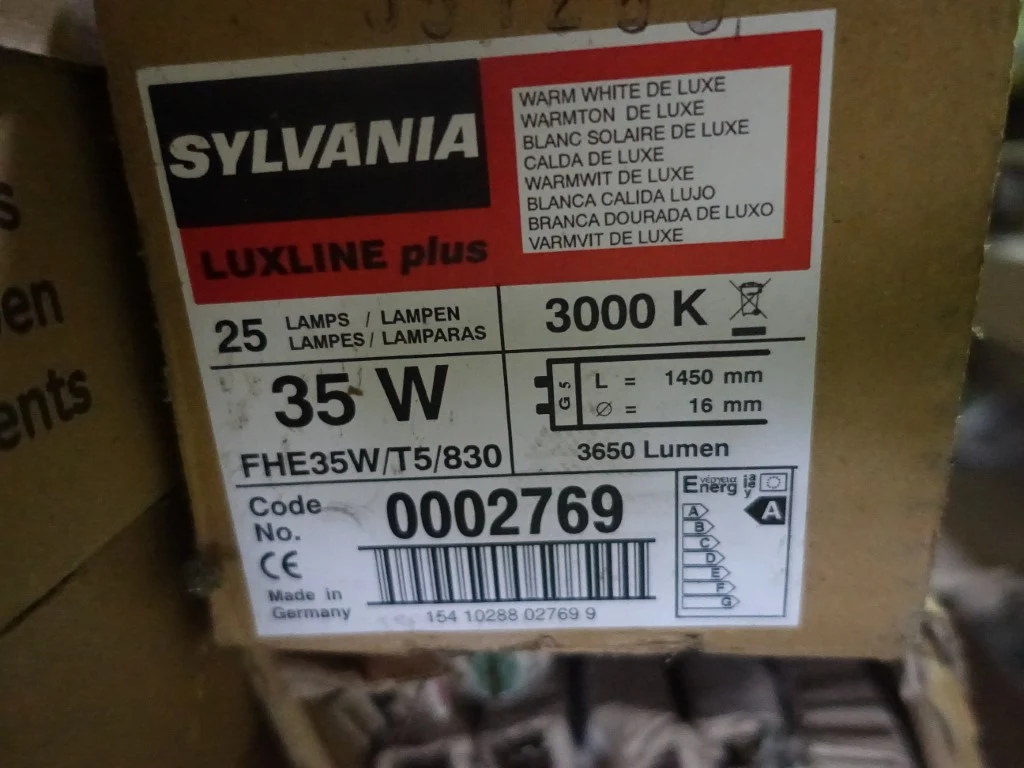 SYLVANIA
LUXLINE plus
WARM WHITE DE LUXE
WARMTON DE LUXE
BLANC SOLAIRE DE LUXE
CALDA DE LUXE
WARMWIT DE LUXE
BLANCA CALIDA LUJO
BRANCA DOURADA DE LUXO
VARMVIT DE LUXE
25 LAMPS / LAMPEN
LAMPES / LAMPARAS
3000 K
35 W
FHE35W/T5/830
G5
L = 1450 mm
Ø = 16 mm
3650 Lumen
Code
No.
0002769
CE
Made in
Germany
154 10288 02769 9
Energ
A
A
B
C
D
E
F
G
s
en
ents